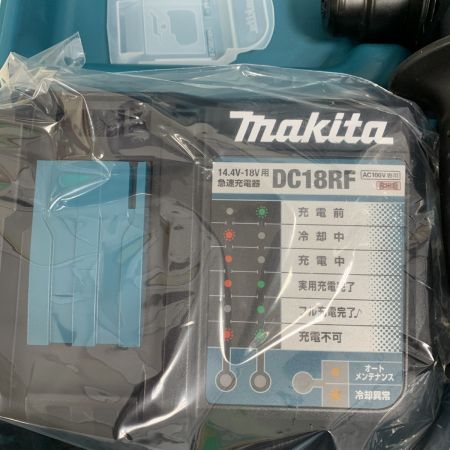 makita
makita
14.4V-18V用
急速充電器
DC18RF
AC100V専用
充電前
冷却中
充電中
実用充電完了
フル充電完了♪
充電不可
オート
メンテナンス
冷却異常